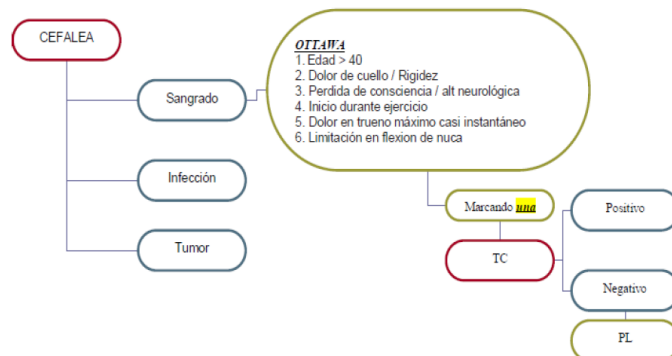 CEFALEA
Sangrado
Infección
Tumor
OTTAWA
1. Edad > 40
2. Dolor de cuello / Rigidez
3. Perdida de consciencia / alt neurológica
4. Inicio durante ejercicio
5. Dolor en trueno máximo casi instantáneo
6. Limitación en flexion de nuca
Marcando una
TC
Positivo
Negativo
PL